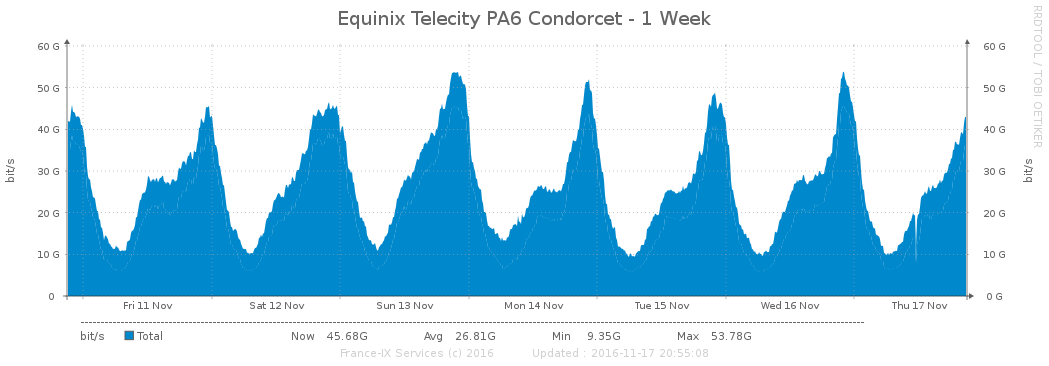 Equinix Telecity PA6 Condorcet - 1 Week
RRDTOOL / TOBI OETIKER
60 G 60 G
50 G 50 G
40 G 40 G
30 G 30 G
20 G 20 G
10 G 10 G
0 0 G
bit/s
bit/s
Fri 11 Nov Sat 12 Nov Sun 13 Nov Mon 14 Nov Tue 15 Nov Wed 16 Nov Thu 17 Nov
bit/s Total Now 45.68G Avg 26.81G Min 9.35G Max 53.78G
France-IX Services (c) 2016 Updated : 2016-11-17 20:55:08